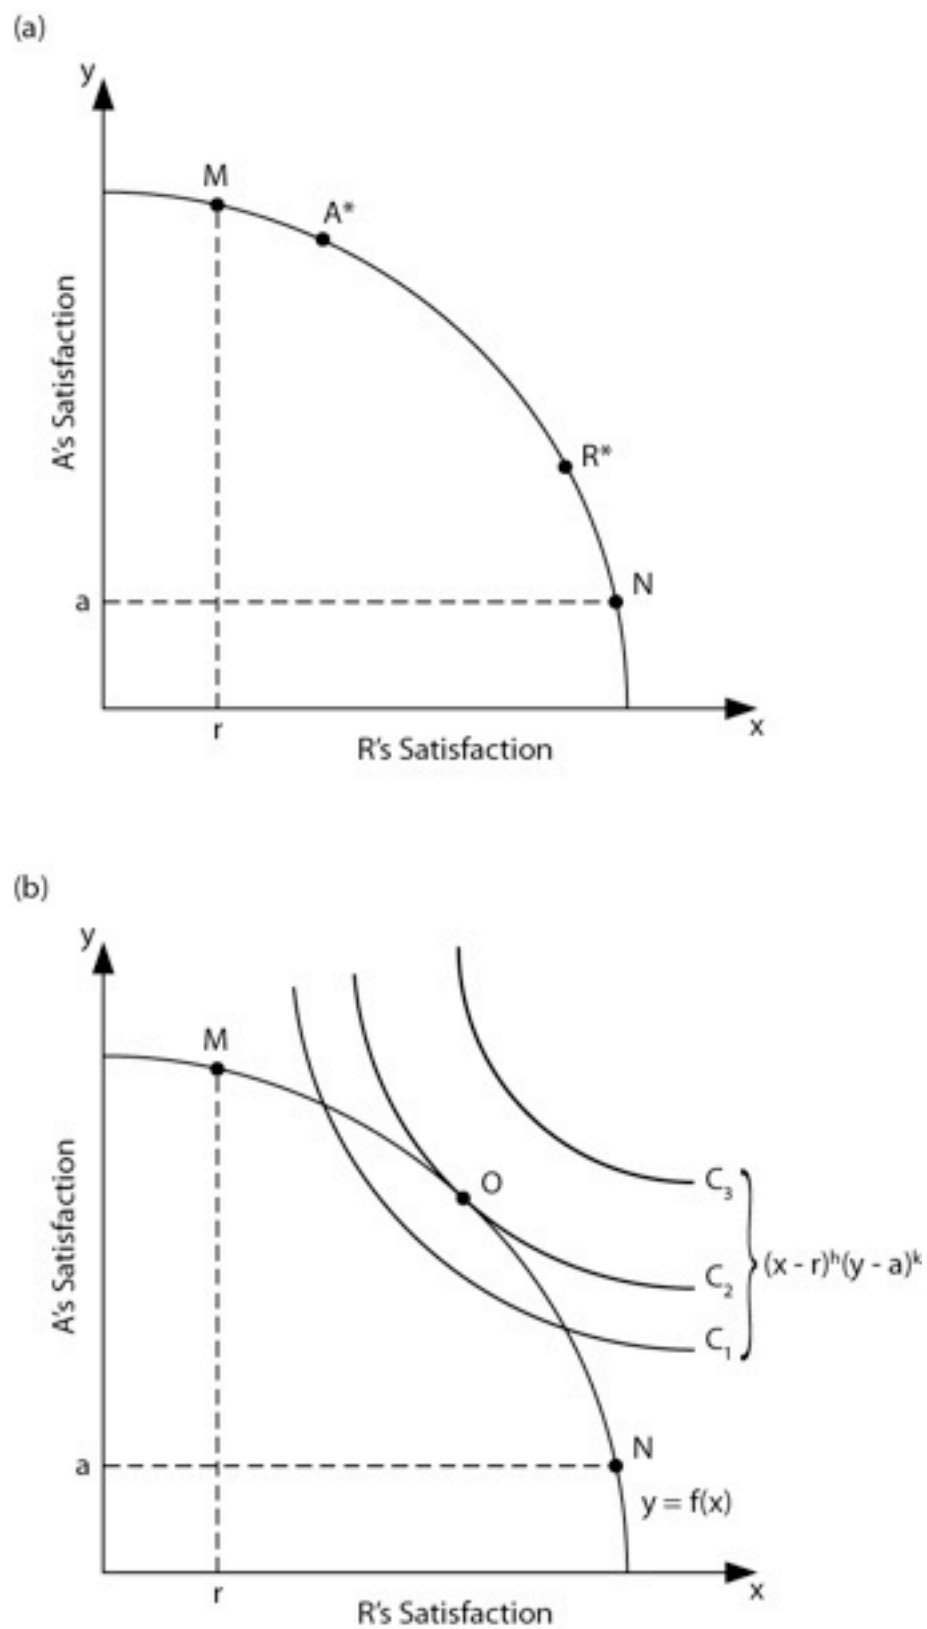 (a)
y
M
A*
A's Satisfaction
R*
a
N
r
x
R's Satisfaction
(b)
y
M
O
A's Satisfaction
C₃
(x - r)ʰ(y - a)ᵏ
C₂
C₁
a
N
y = f(x)
r
x
R's Satisfaction